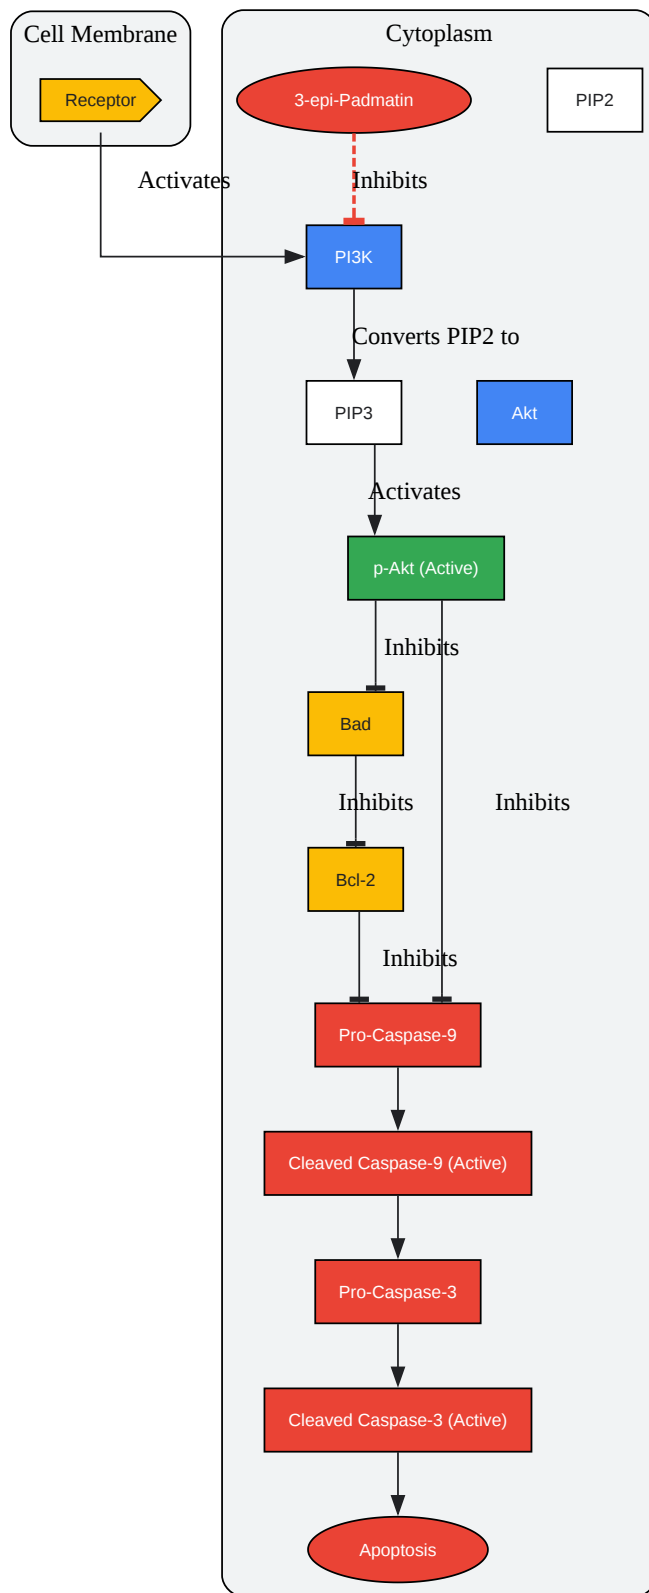 Cell Membrane
Cytoplasm
Receptor
3-epi-Padmatin
PIP2
Activates
Inhibits
PI3K
Converts PIP2 to
PIP3
Akt
Activates
p-Akt (Active)
Inhibits
Bad
Inhibits
Inhibits
Bcl-2
Inhibits
Pro-Caspase-9
Cleaved Caspase-9 (Active)
Pro-Caspase-3
Cleaved Caspase-3 (Active)
Apoptosis